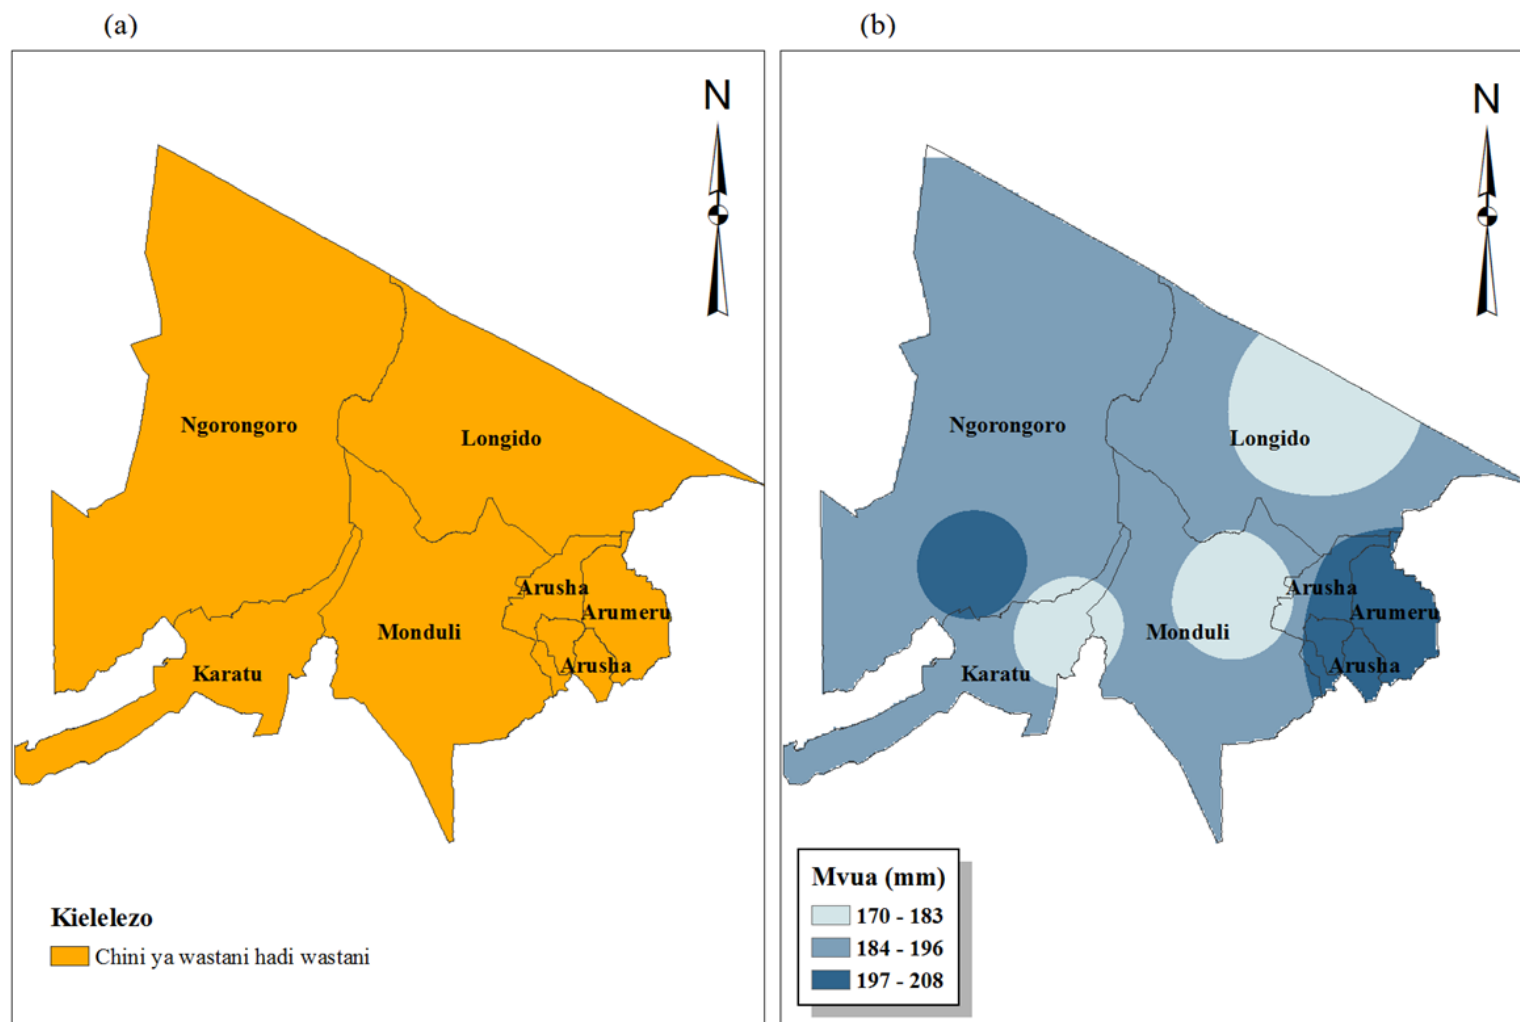 (a)
N
Ngorongoro
Longido
Arusha
Arumeru
Monduli
Arusha
Karatu
Kielelezo
Chini ya wastani hadi wastani
(b)
N
Ngorongoro
Longido
Arusha
Arumeru
Monduli
Arusha
Karatu
Mvua (mm)
170 - 183
184 - 196
197 - 208